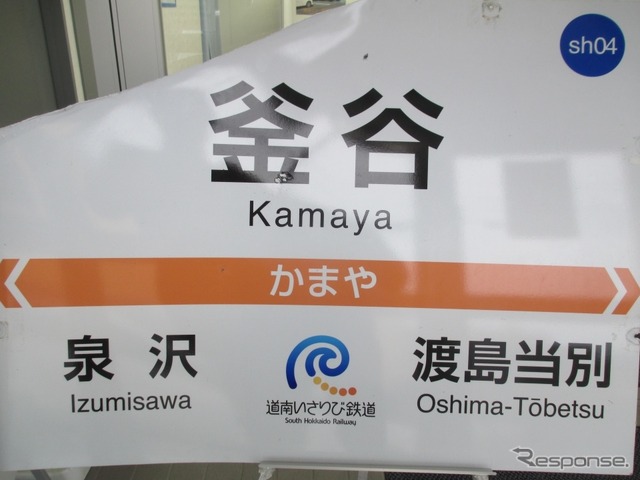 sh04
釜谷
Kamaya
かまや
泉沢
Izumisawa
道南いさりび鉄道
South Hokkaido Railway
渡島当別
Oshima-Tōbetsu
Response.